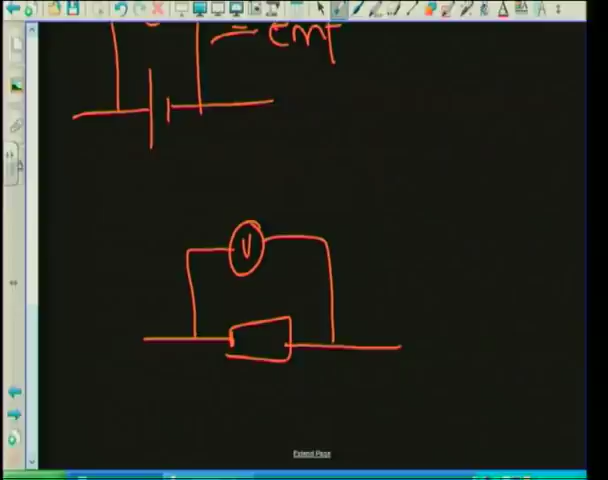 = emf
V
Extend Page